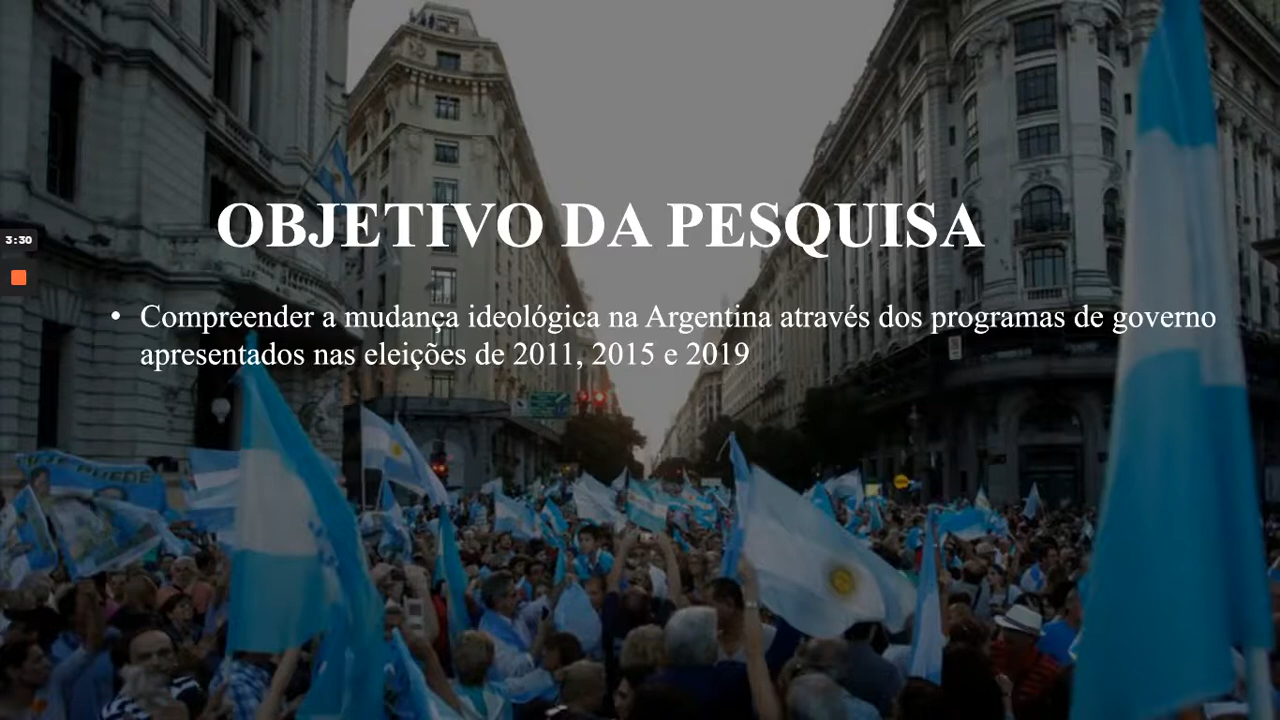 OBJETIVO DA PESQUISA
3:30
• Compreender a mudança ideológica na Argentina através dos programas de governo
apresentados nas eleições de 2011, 2015 e 2019